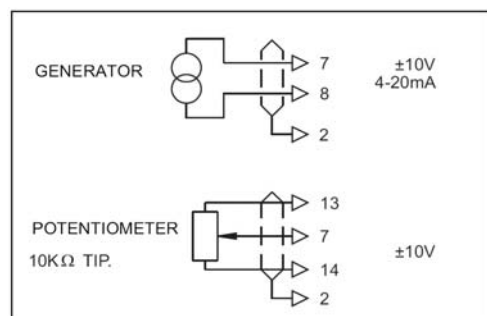 GENERATOR
7
±10V
4-20mA
8
2
13
POTENTIOMETER
7
10KΩ TIP.
±10V
14
2